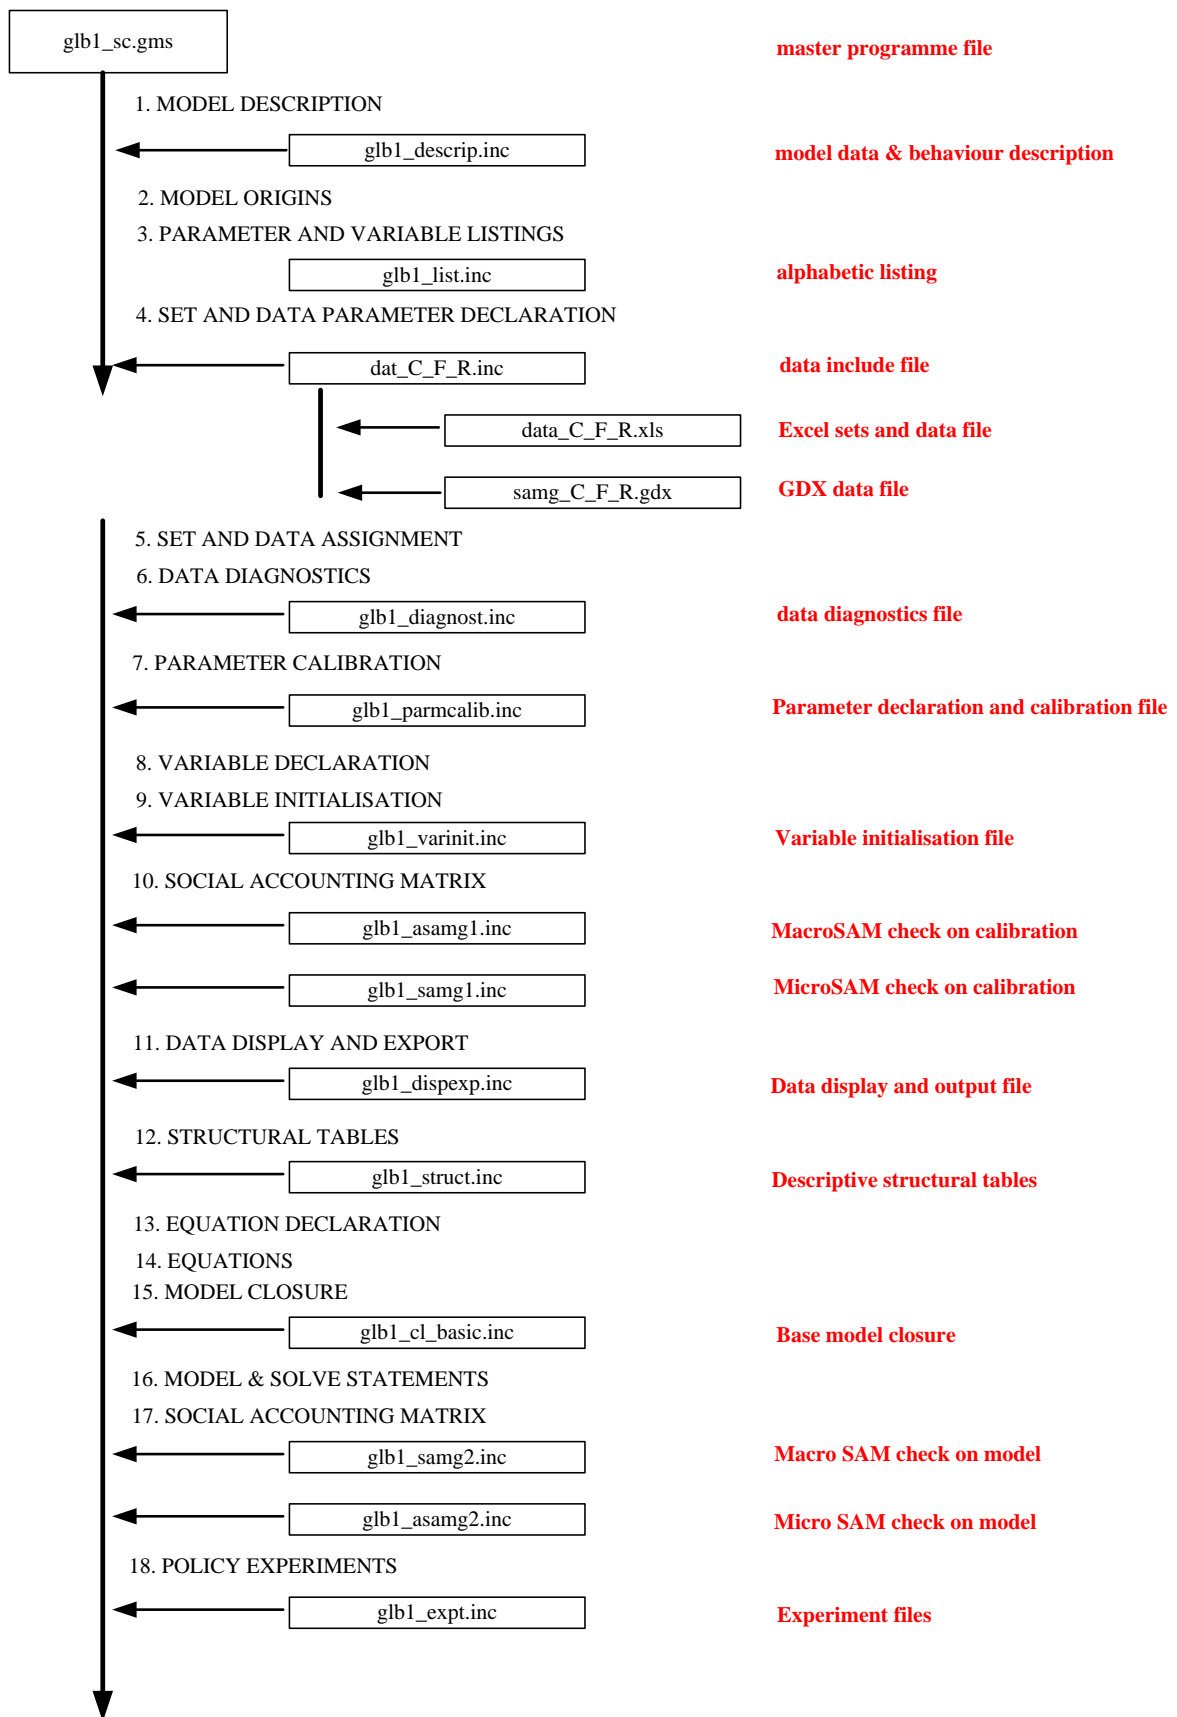 glb1_sc.gms
master programme file
1. MODEL DESCRIPTION
glb1_descrip.inc
model data & behaviour description
2. MODEL ORIGINS
3. PARAMETER AND VARIABLE LISTINGS
glb1_list.inc
alphabetic listing
4. SET AND DATA PARAMETER DECLARATION
dat_C_F_R.inc
data include file
data_C_F_R.xls
Excel sets and data file
samg_C_F_R.gdx
GDX data file
5. SET AND DATA ASSIGNMENT
6. DATA DIAGNOSTICS
glb1_diagnost.inc
data diagnostics file
7. PARAMETER CALIBRATION
glb1_parmcalib.inc
Parameter declaration and calibration file
8. VARIABLE DECLARATION
9. VARIABLE INITIALISATION
glb1_varinit.inc
Variable initialisation file
10. SOCIAL ACCOUNTING MATRIX
glb1_asamg1.inc
MacroSAM check on calibration
glb1_samg1.inc
MicroSAM check on calibration
11. DATA DISPLAY AND EXPORT
glb1_dispexp.inc
Data display and output file
12. STRUCTURAL TABLES
glb1_struct.inc
Descriptive structural tables
13. EQUATION DECLARATION
14. EQUATIONS
15. MODEL CLOSURE
glb1_cl_basic.inc
Base model closure
16. MODEL & SOLVE STATEMENTS
17. SOCIAL ACCOUNTING MATRIX
glb1_samg2.inc
Macro SAM check on model
glb1_asamg2.inc
Micro SAM check on model
18. POLICY EXPERIMENTS
glb1_expt.inc
Experiment files